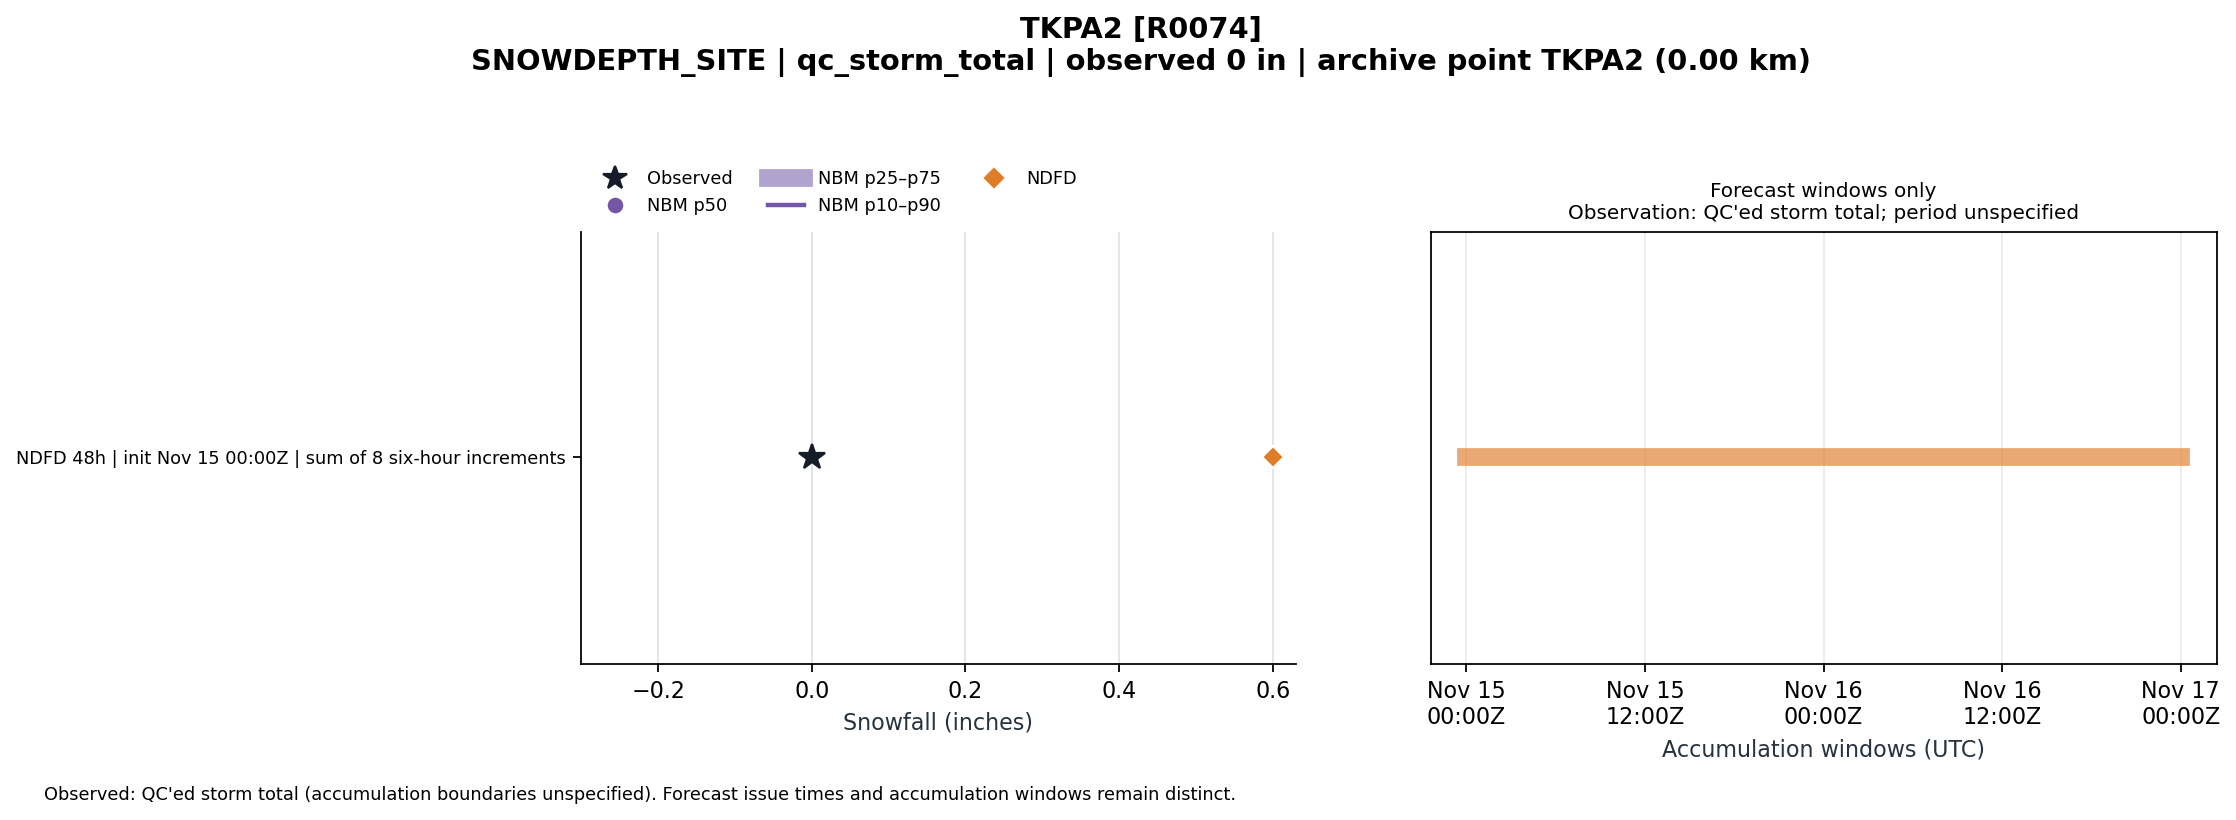 TKPA2 [R0074]
SNOWDEPTH_SITE | qc_storm_total | observed 0 in | archive point TKPA2 (0.00 km)
Observed
NBM p25–p75
NDFD
NBM p50
NBM p10–p90
Forecast windows only
Observation: QC'ed storm total; period unspecified
NDFD 48h | init Nov 15 00:00Z | sum of 8 six-hour increments
−0.2
0.0
0.2
0.4
0.6
Snowfall (inches)
Nov 15
00:00Z
Nov 15
12:00Z
Nov 16
00:00Z
Nov 16
12:00Z
Nov 17
00:00Z
Accumulation windows (UTC)
Observed: QC'ed storm total (accumulation boundaries unspecified). Forecast issue times and accumulation windows remain distinct.